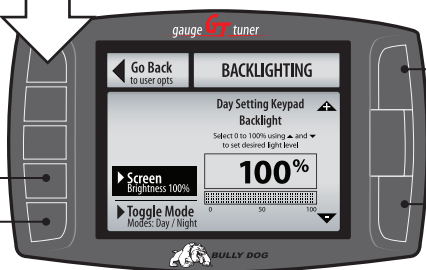 gauge GT tuner
Go Back
to user opts
BACKLIGHTING
Day Setting Keypad
Backlight
Select 0 to 100% using ▲ and ▼
to set desired light level
100%
0 50 100
Screen
Brightness 100%
Toggle Mode
Modes: Day / Night
BULLY DOG